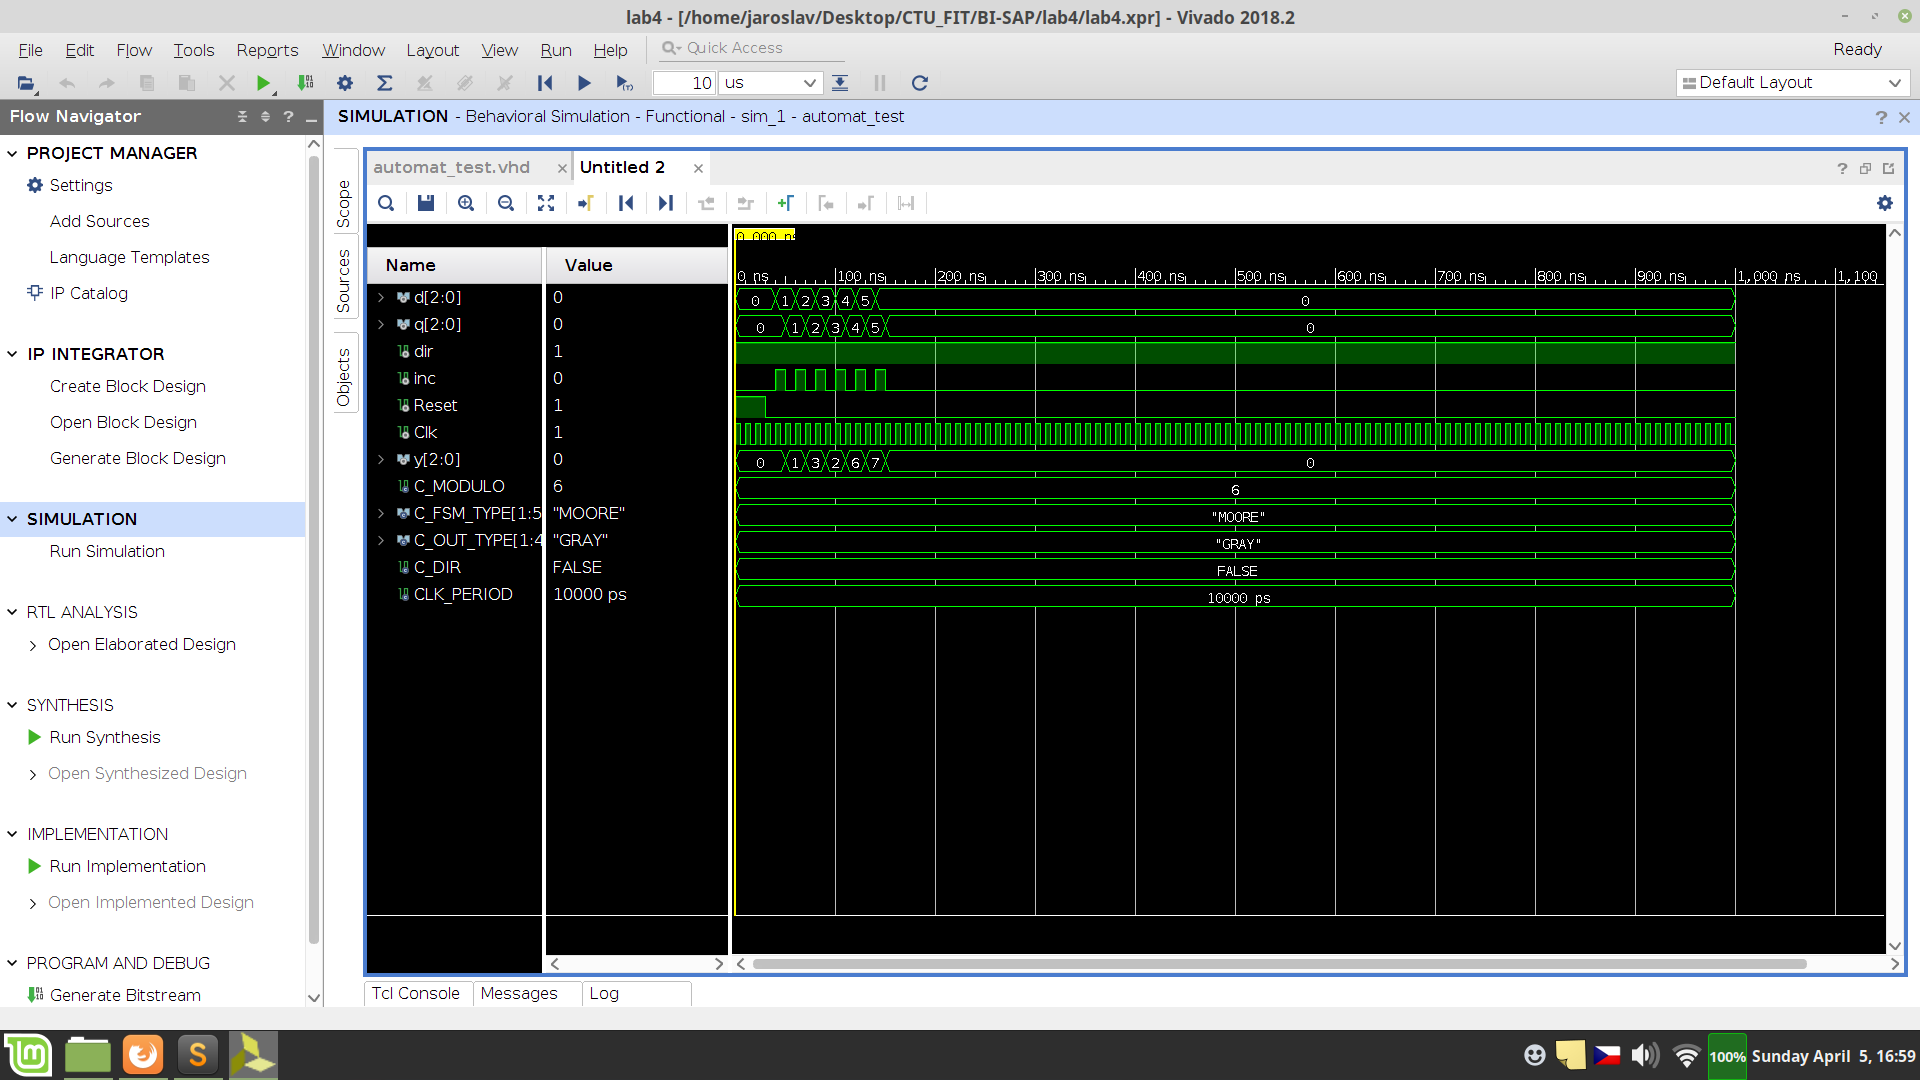 lab4 - [/home/jaroslav/Desktop/CTU_FIT/BI-SAP/lab4/lab4.xpr] - Vivado 2018.2
File Edit Flow Tools Reports Window Layout View Run Help Quick Access Ready
10 us Default Layout
Flow Navigator
SIMULATION - Behavioral Simulation - Functional - sim_1 - automat_test
PROJECT MANAGER
Settings
Add Sources
Language Templates
IP Catalog
IP INTEGRATOR
Create Block Design
Open Block Design
Generate Block Design
SIMULATION
Run Simulation
RTL ANALYSIS
Open Elaborated Design
SYNTHESIS
Run Synthesis
Open Synthesized Design
IMPLEMENTATION
Run Implementation
Open Implemented Design
PROGRAM AND DEBUG
Generate Bitstream
Scope
Sources
Objects
automat_test.vhd Untitled 2
0.000 ns
Name Value
0 ns 100 ns 200 ns 300 ns 400 ns 500 ns 600 ns 700 ns 800 ns 900 ns 1,000 ns 1,100
d[2:0] 0 0 1 2 3 4 5 0
q[2:0] 0 0 1 2 3 4 5 0
dir 1
inc 0
Reset 1
Clk 1
y[2:0] 0 0 1 3 2 6 7 0
C_MODULO 6 6
C_FSM_TYPE[1:5 "MOORE" "MOORE"
C_OUT_TYPE[1:4 "GRAY" "GRAY"
C_DIR FALSE FALSE
CLK_PERIOD 10000 ps 10000 ps
Tcl Console Messages Log
100% Sunday April 5, 16:59